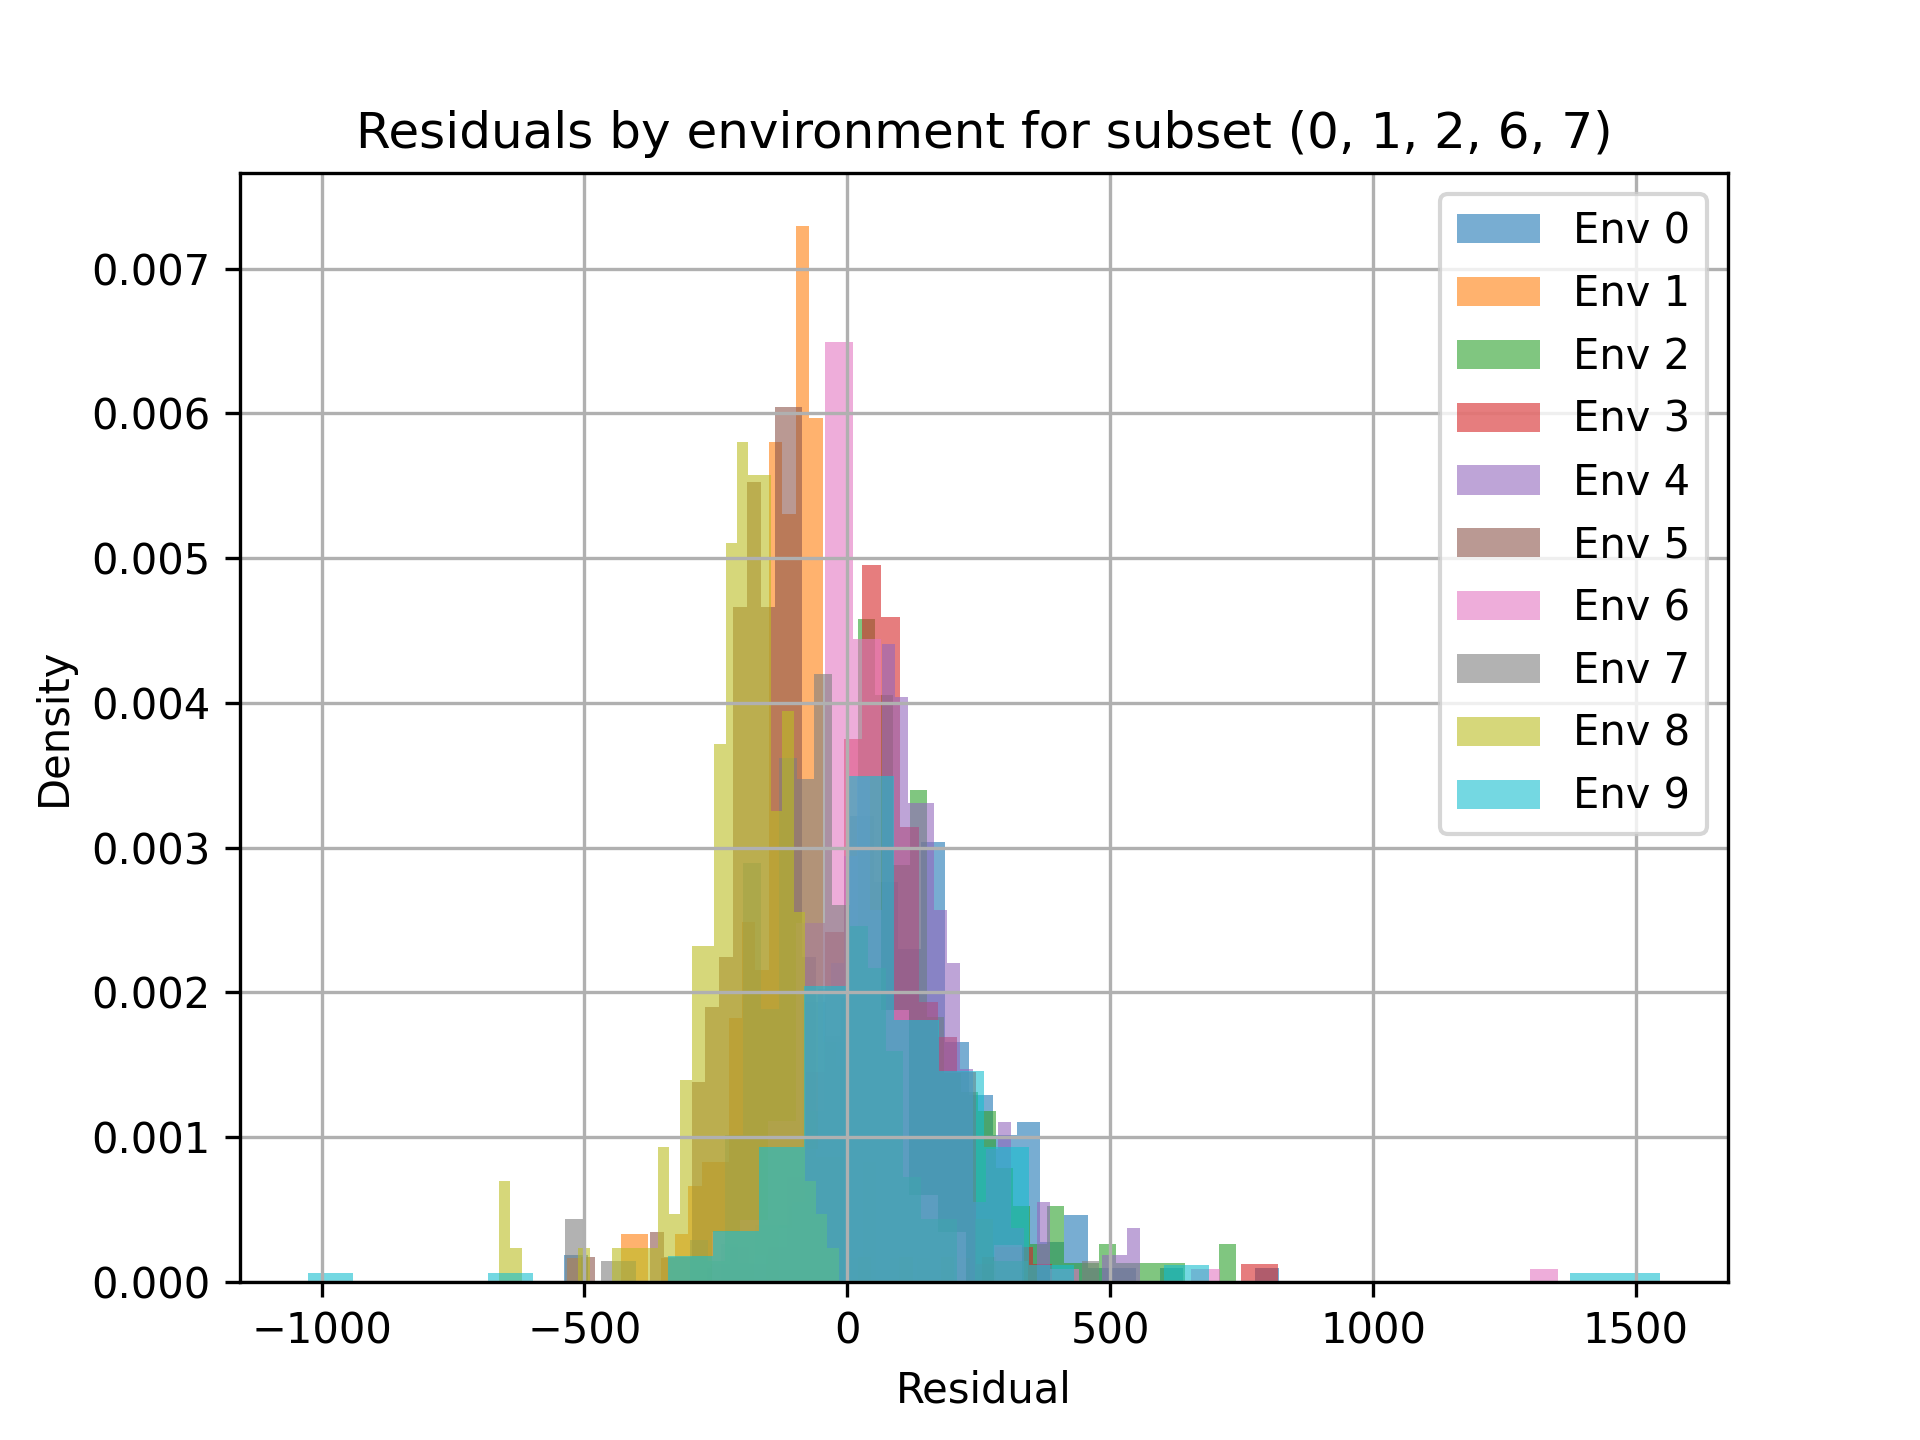 Residuals by environment for subset (0, 1, 2, 6, 7)
Env 0
Env 1
Env 2
Env 3
Env 4
Env 5
Env 6
Env 7
Env 8
Env 9
0.007
0.006
0.005
0.004
0.003
0.002
0.001
0.000
Density
−1000 −500 0 500 1000 1500
Residual